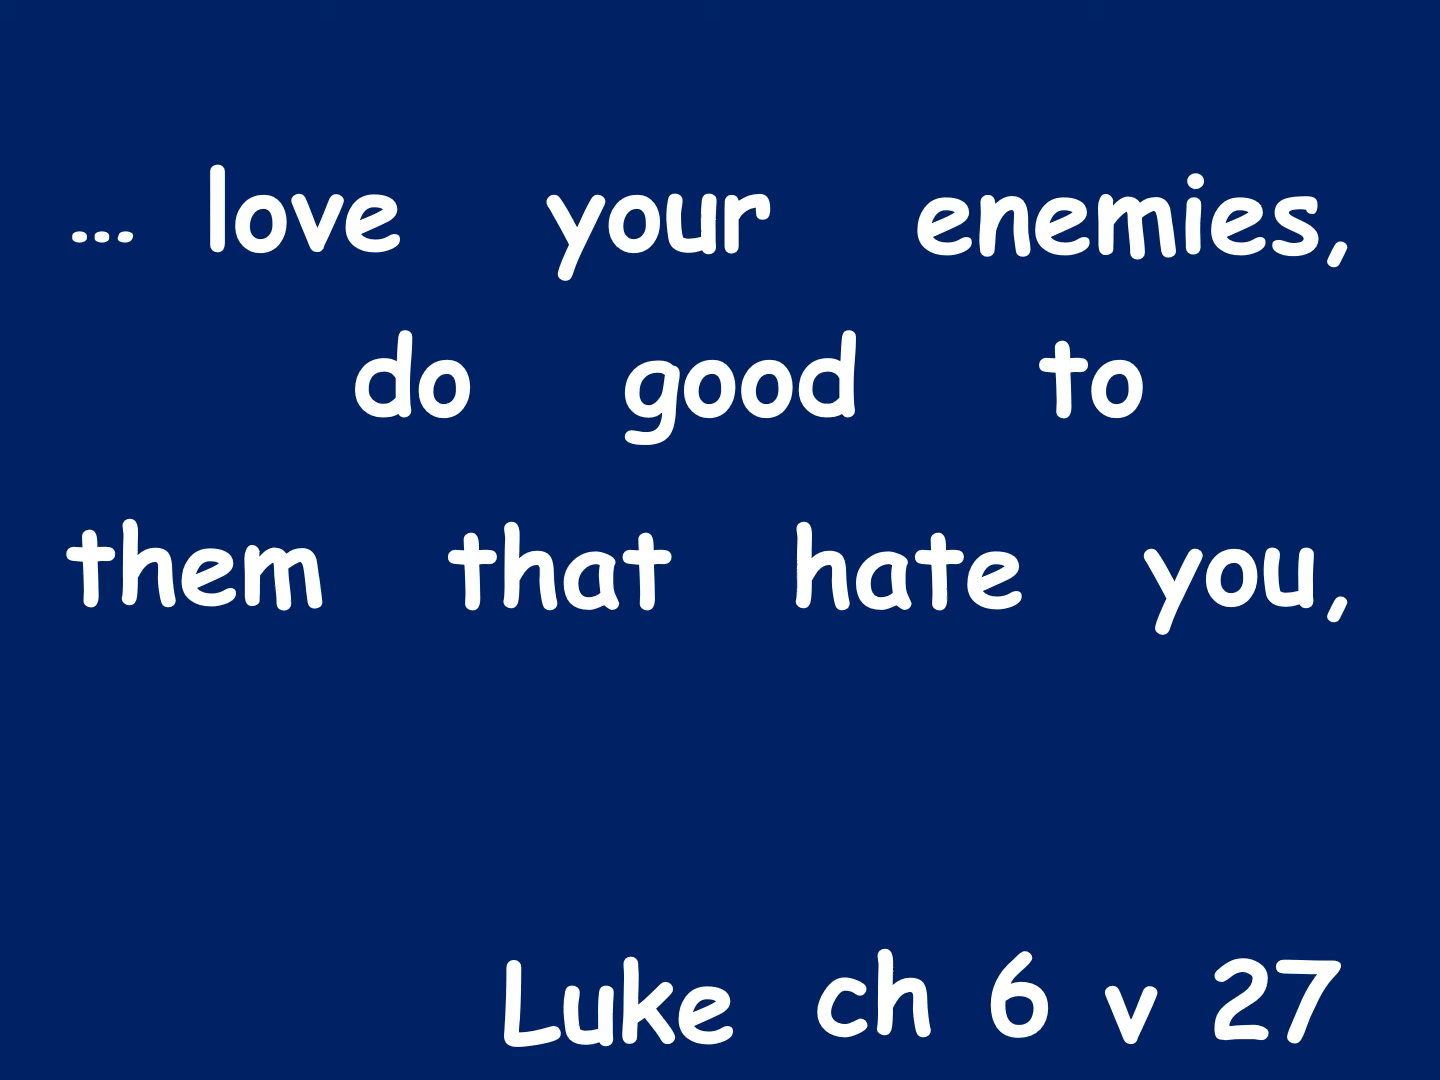 ... love your enemies,
do good to
them that hate you,
Luke ch 6 v 27